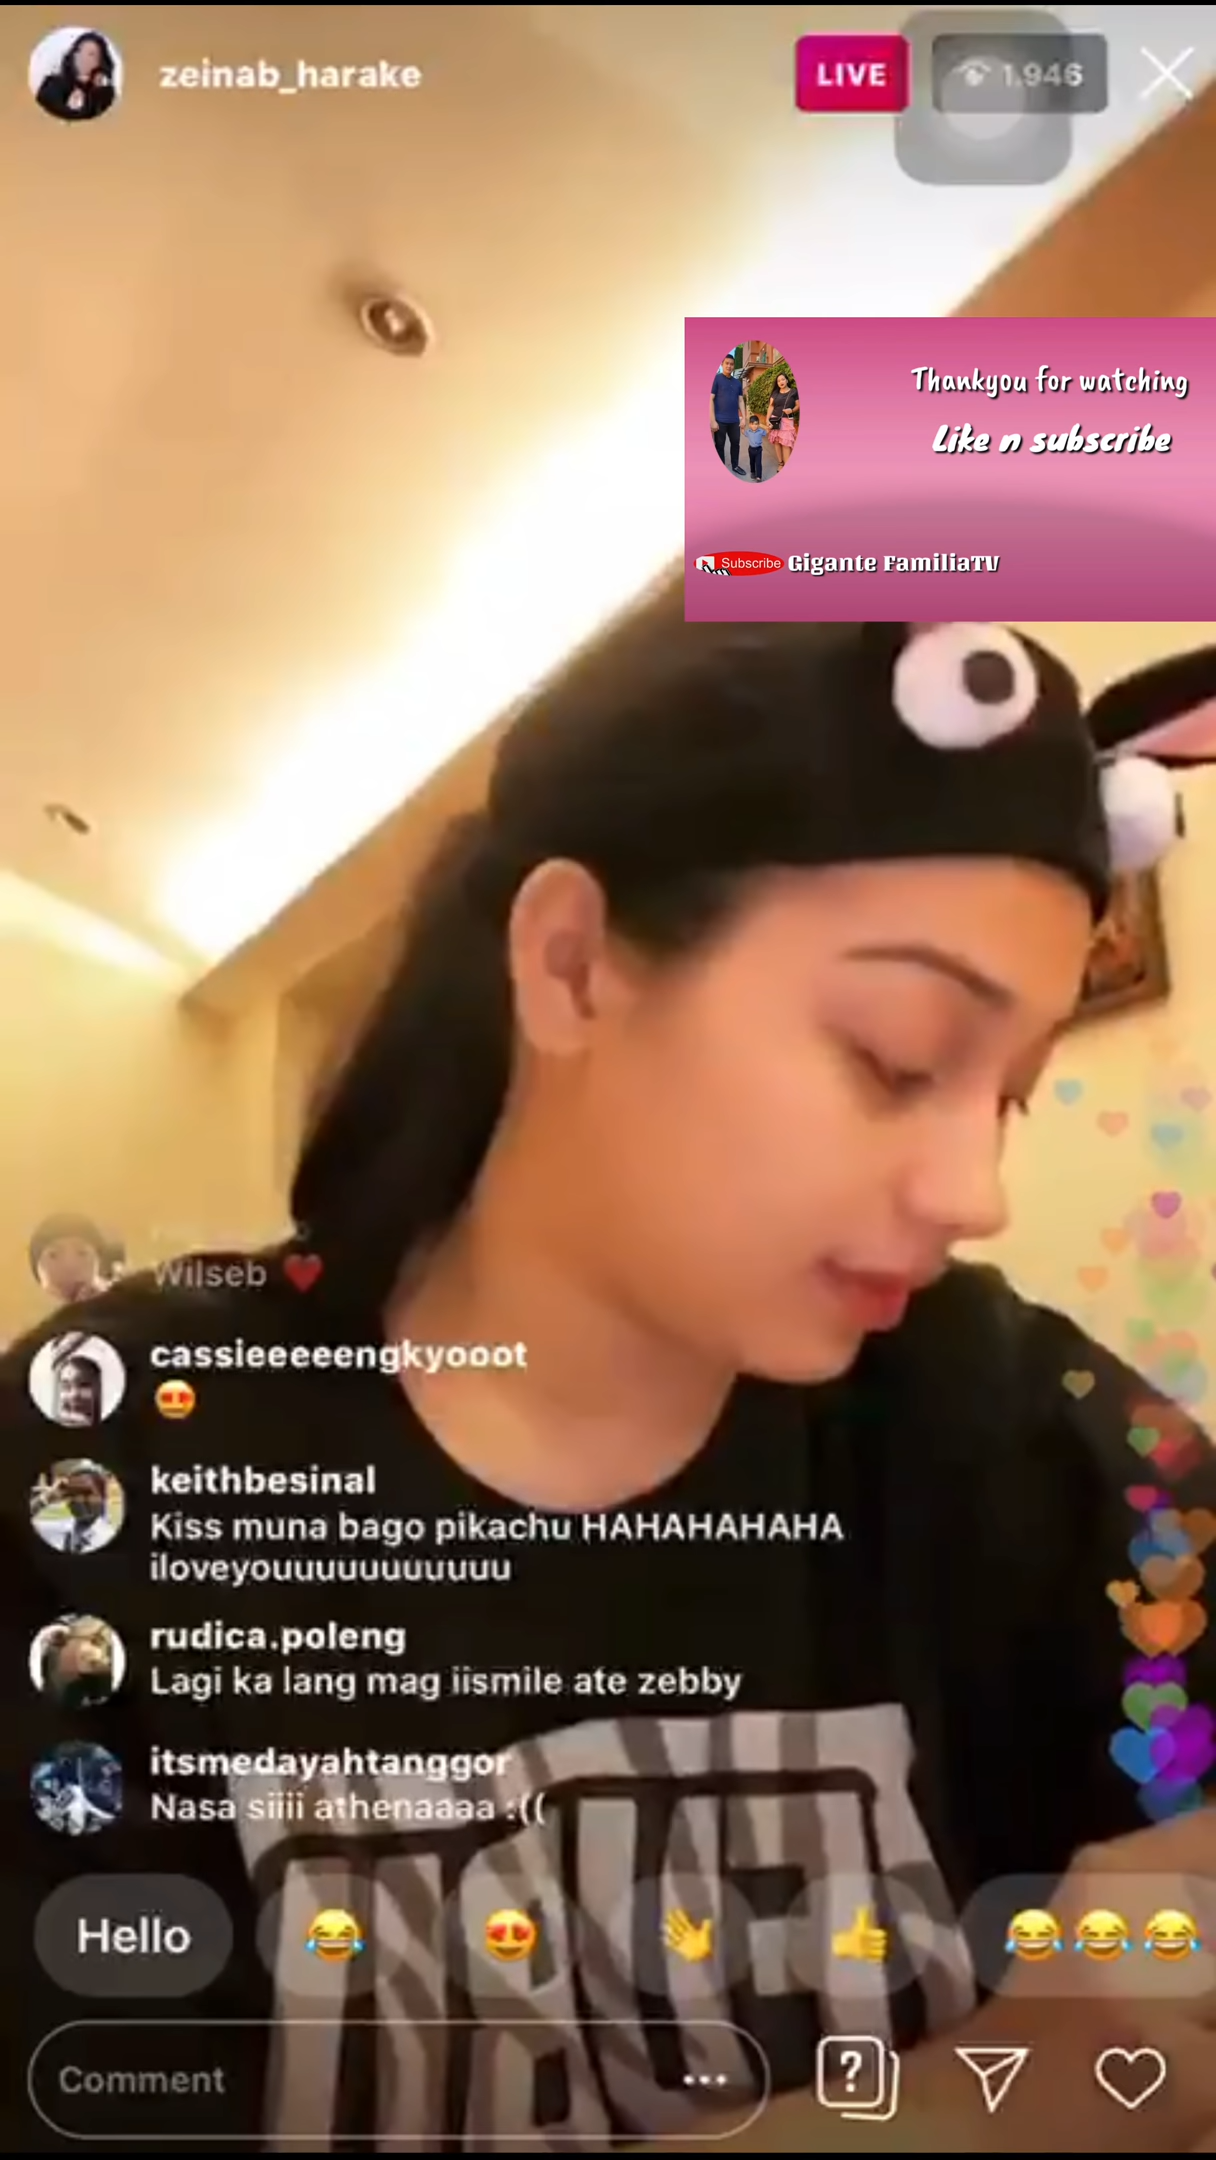 zeinab_harake
LIVE
1.946
Thankyou for watching
Like n subscribe
Subscribe
Gigante FamiliaTV
Wilseb ❤️
cassieeeeengkyooot
😍
keithbesinal
Kiss muna bago pikachu HAHAHAHAHA
iloveyouuuuuuuuuuu
rudica.poleng
Lagi ka lang mag iismile ate zebby
itsmedayahtanggor
Nasa siiii athenaaaa :((
Hello 😂 😍 👋 👍 😂😂😂
Comment